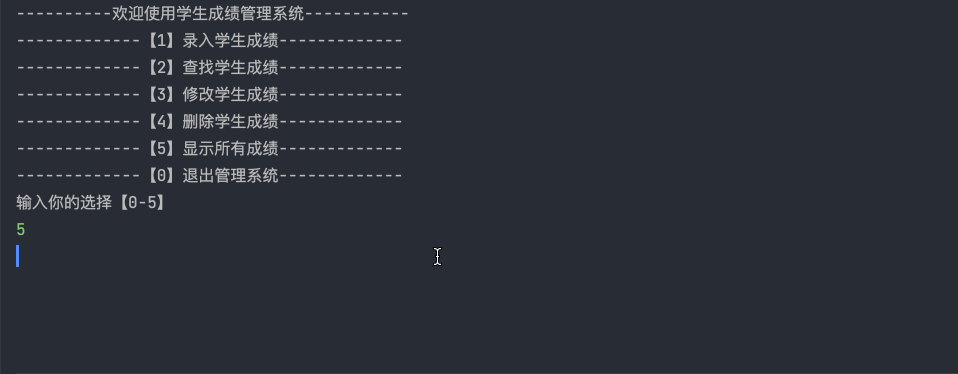 ----------欢迎使用学生成绩管理系统-----------
-------------【1】录入学生成绩-------------
-------------【2】查找学生成绩-------------
-------------【3】修改学生成绩-------------
-------------【4】删除学生成绩-------------
-------------【5】显示所有成绩-------------
-------------【0】退出管理系统-------------
输入你的选择【0-5】
5